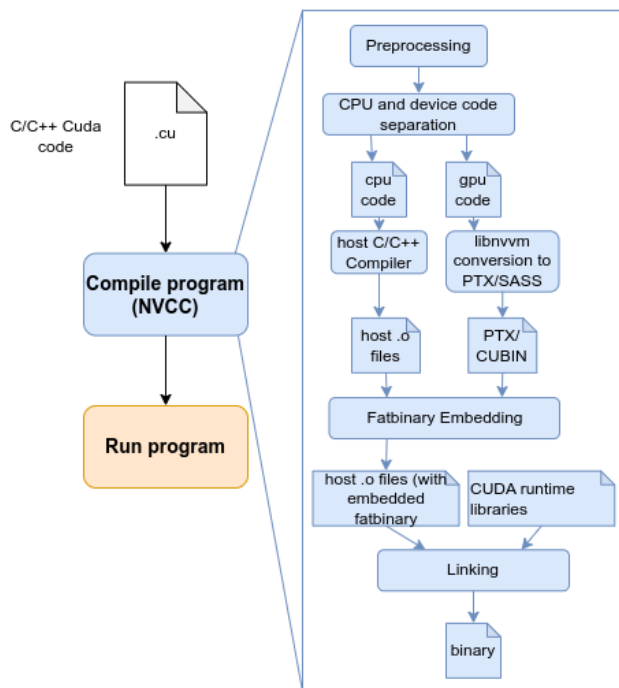 C/C++ Cuda
code
.cu
Compile program
(NVCC)
Run program
Preprocessing
CPU and device code
separation
cpu
code
gpu
code
host C/C++
Compiler
libnvvm
conversion to
PTX/SASS
host .o
files
PTX/
CUBIN
Fatbinary Embedding
host .o files (with
embedded
fatbinary
CUDA runtime
libraries
Linking
binary